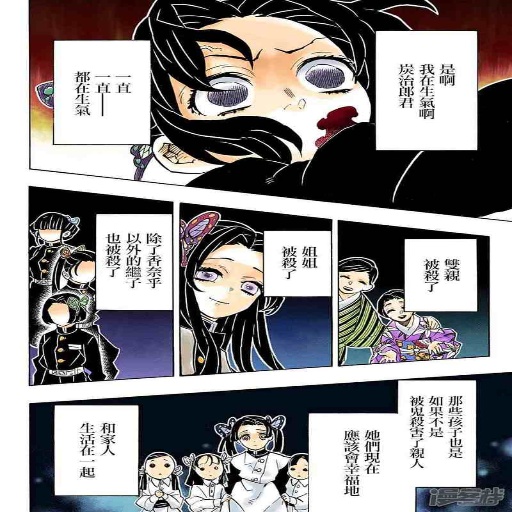 是啊
我在生氣啊
炭治郎君
一直
一直——
都在生氣
雙親
被殺了
姐姐
被殺了
除了香奈乎
以外的繼子
也被殺了
那些孩子也是
如果不是
被鬼殺害了親人
她們現在
應該會幸福地
和家人
生活在一起
漫客栈